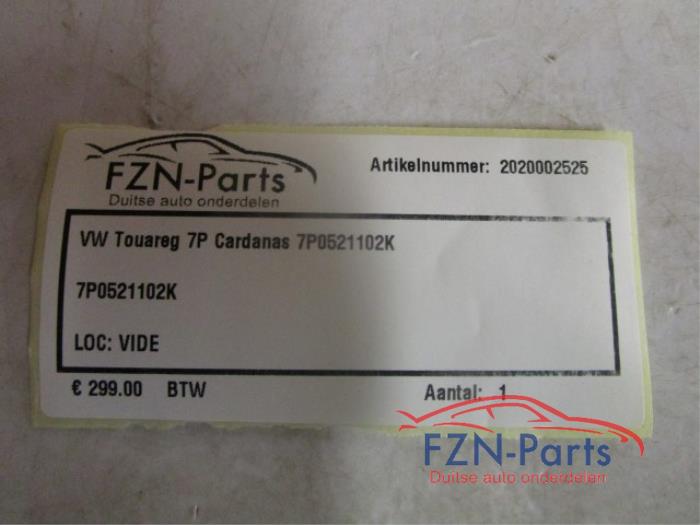 FZN-Parts
Duitse auto onderdelen
Artikelnummer: 2020002525
VW Touareg 7P Cardanas 7P0521102K
7P0521102K
LOC: VIDE
€ 299.00 BTW
Aantal: 1
FZN-Parts
Duitse auto onderdelen